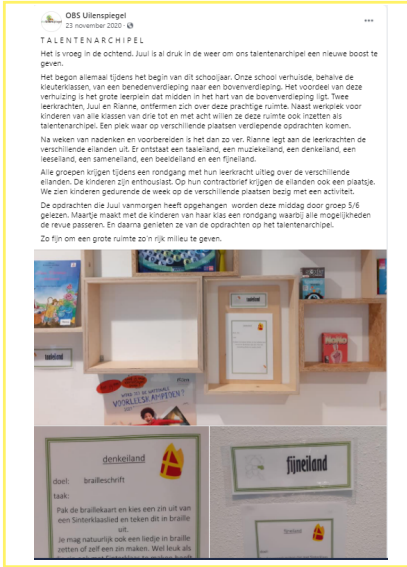 OBS Uilenspiegel
23 november 2020
TALENTENARCHIPEL
Het is vroeg in de ochtend. Juul is al druk in de weer om ons talentenarchipel een nieuwe boost te
geven.
Het begon allemaal tijdens het begin van dit schooljaar. Onze school verhuisde, behalve de
kleuterklassen, van een benedenverdieping naar een bovenverdieping. Het voordeel van deze
verhuizing is het grote leerplein dat midden in het hart van de bovenverdieping ligt. Twee
leerkrachten, Juul en Rianne, ontfermen zich over deze prachtige ruimte. Naast werkplek voor
kinderen van alle klassen van drie tot en met acht willen ze deze ruimte ook inzetten als
talentenarchipel. Een plek waar op verschillende plaatsen verdiepende opdrachten komen.
Na weken van nadenken en voorbereiden is het dan zo ver. Rianne legt aan de leerkrachten de
verschillende eilanden uit. Er ontstaat een taaleiland, een muziekeiland, een denkeiland, een
leeseiland, een sameneiland, een beeldeiland en een fijneiland.
Alle groepen krijgen tijdens een rondgang met hun leerkracht uitleg over de verschillende
eilanden. De kinderen zijn enthousiast. Op hun contractbrief krijgen de eilanden ook een plaatsje.
We zien kinderen gedurende de week op de verschillende plaatsen bezig met een activiteit.
De opdrachten die Juul vanmorgen heeft opgehangen worden deze middag door groep 5/6
gelezen. Maartje maakt met de kinderen van haar klas een rondgang waarbij alle mogelijkheden
de revue passeren. En daarna genieten ze van de opdrachten op het talentenarchipel.
Zo fijn om een grote ruimte zo'n rijk milieu te geven.
taaleiland
VOORLEESKAMPIOEN?
denkeiland
doel: brailleschrift
taak:
Pak de braillekaart en kies een zin uit van
een Sinterklaaslied en teken dit in braille
uit.
Je mag natuurlijk ook een liedje in braille
zetten of zelf een zin maken. Wel leuk als
fijneiland